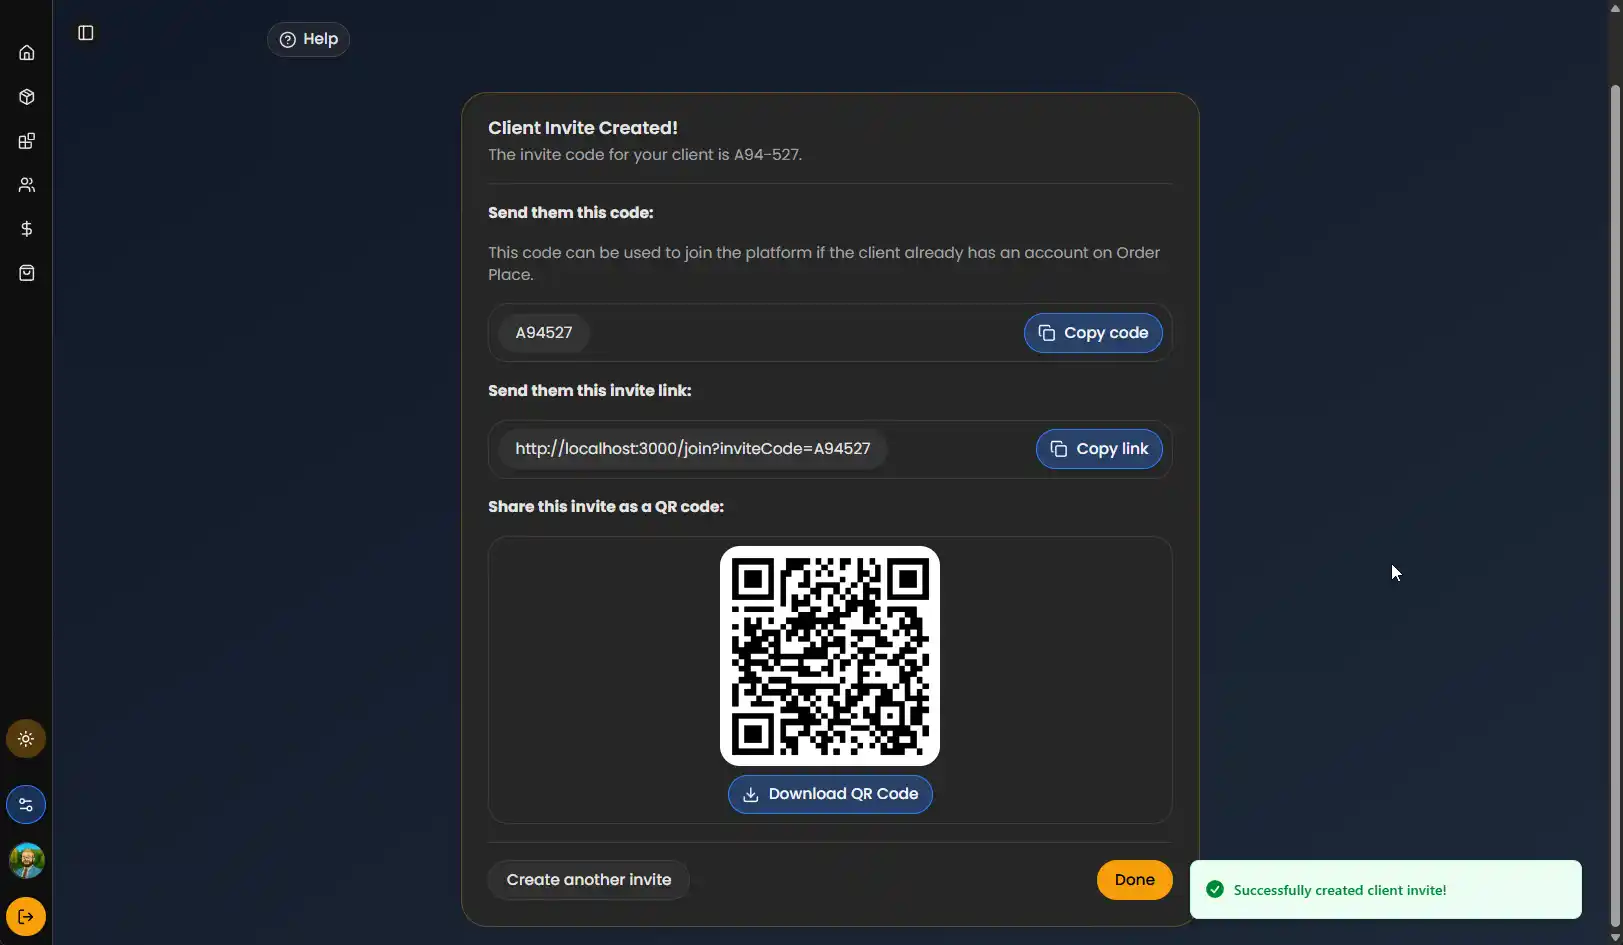 Help
Client Invite Created!
The invite code for your client is A94-527.
Send them this code:
This code can be used to join the platform if the client already has an account on Order
Place.
A94527
Copy code
Send them this invite link:
http://localhost:3000/join?inviteCode=A94527
Copy link
Share this invite as a QR code:
Download QR Code
Create another invite
Done
Successfully created client invite!